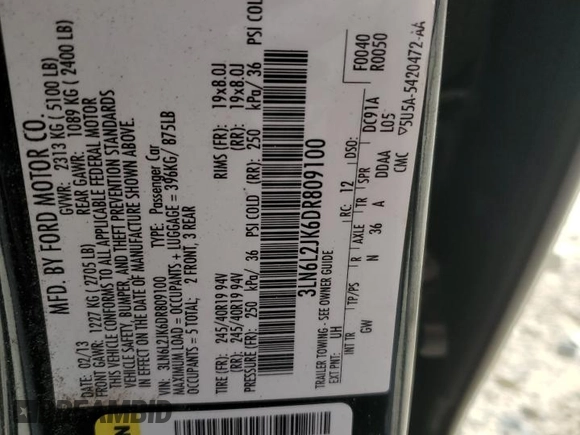 MFD. BY FORD MOTOR CO.
DATE: 02/13 GVWR: 2313 KG ( 5100 LB)
FRONT GAWR: 1227 KG ( 2705 LB) REAR GAWR: 1089 KG ( 2400 LB)
THIS VEHICLE CONFORMS TO ALL APPLICABLE FEDERAL MOTOR
VEHICLE SAFETY, BUMPER, AND THEFT PREVENTION STANDARDS
IN EFFECT ON THE DATE OF MANUFACTURE SHOWN ABOVE.
VIN: 3LN6L2JK6DR809100 TYPE: Passenger Car
MAXIMUM LOAD = OCCUPANTS + LUGGAGE = 396KG/ 875LB
OCCUPANTS = 5 TOTAL: 2 FRONT, 3 REAR
TIRE (FR): 245/40R19 94V RIMS (FR): 19x8.0J
TIRE (RR): 245/40R19 94V RIMS (RR): 19x8.0J
PRESSURE (FR): 250 kPa/ 36 PSI COLD (RR): 250 kPa/ 36 PSI COL
3LN6L2JK6DR809100
TRAILER TOWING - SEE OWNER GUIDE
F0040
R0050
EXT PNT: UH RC: 12 DSO: DC91A
TP/PS R AXLE TR SPR L05
GW N 36 A DDAA
CMC ▽5U5A-5420472-AA
DREAMBID